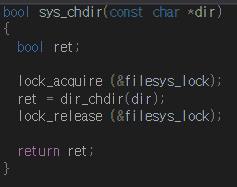 bool sys_chdir(const char *dir)
{
  bool ret;

  lock_acquire (&filesys_lock);
  ret = dir_chdir(dir);
  lock_release (&filesys_lock);

  return ret;
}